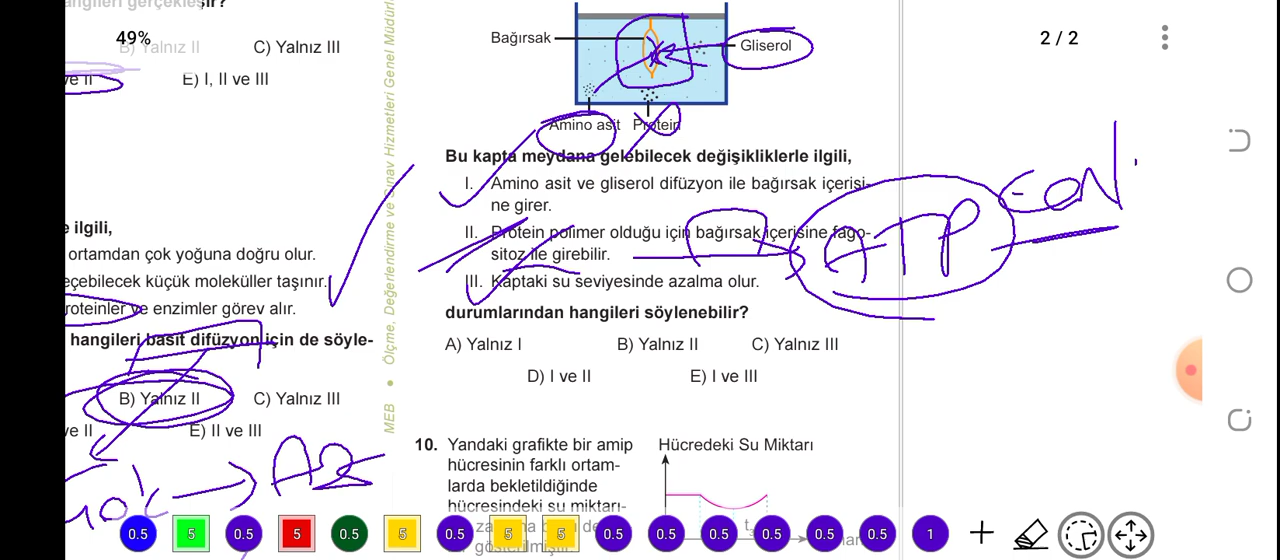 49%
2 / 2
angileri gerçekleşir?
B) Yalnız II
C) Yalnız III
ve II
E) I, II ve III
e ilgili,
ortamdan çok yoğuna doğru olur.
eçebilecek küçük moleküller taşınır.
roteinler ve enzimler görev alır.
hangileri basit difüzyon için de söyle-
B) Yalnız II
C) Yalnız III
ve II
E) II ve III
AZ
MEB ● Ölçme, Değerlendirme ve Sınav Hizmetleri Genel Müdürl
Bağırsak
Gliserol
Amino asit
Protein
Bu kapta meydana gelebilecek değişikliklerle ilgili,
I. Amino asit ve gliserol difüzyon ile bağırsak içerisi-
ne girer.
II. Protein polimer olduğu için bağırsak içerisine fago-
sitoz ile girebilir.
III. Kaptaki su seviyesinde azalma olur.
ATP
CANLI
durumlarından hangileri söylenebilir?
A) Yalnız I
B) Yalnız II
C) Yalnız III
D) I ve II
E) I ve III
10. Yandaki grafikte bir amip
hücresinin farklı ortam-
larda bekletildiğinde
hücresindeki su miktarı-
gösterilmiştir.
Hücredeki Su Miktarı
0.5
5
0.5
5
0.5
5
0.5
5
5
0.5
0.5
0.5
0.5
0.5
0.5
1